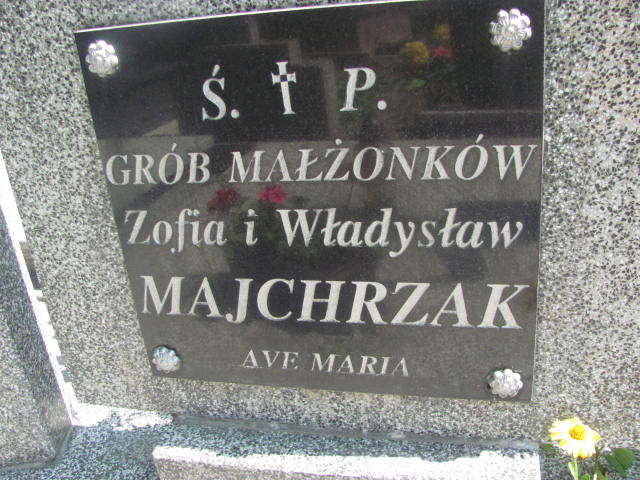 Ś. † P.
GRÓB MAŁŻONKÓW
Zofia i Władysław
MAJCHRZAK
AVE MARIA